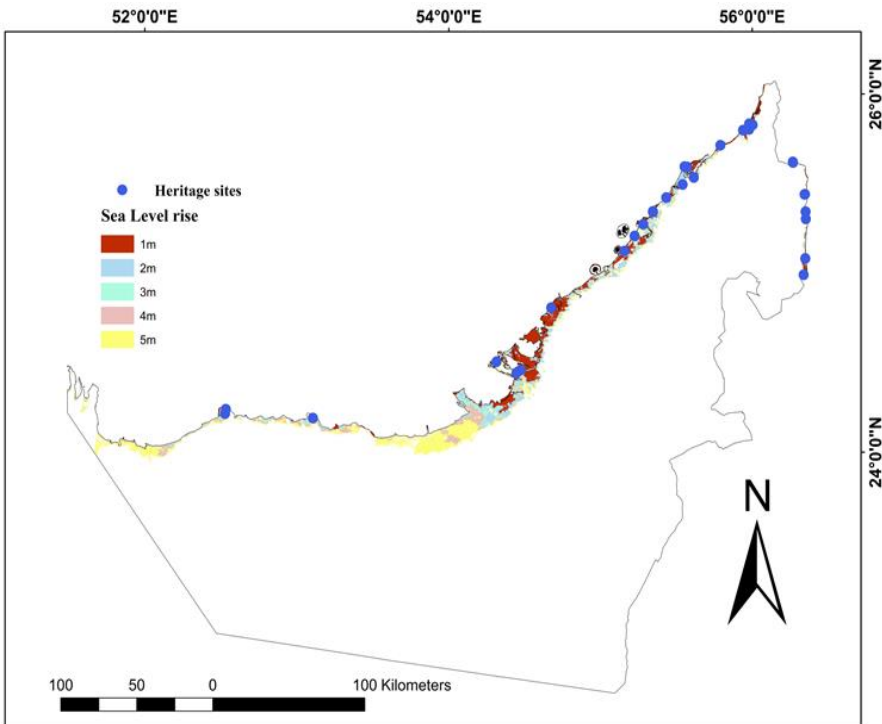 52°0'0"E 54°0'0"E 56°0'0"E
26°0'0"N
Heritage sites
Sea Level rise
1m
2m
3m
4m
5m
24°0'0"N
N
100 50 0 100 Kilometers